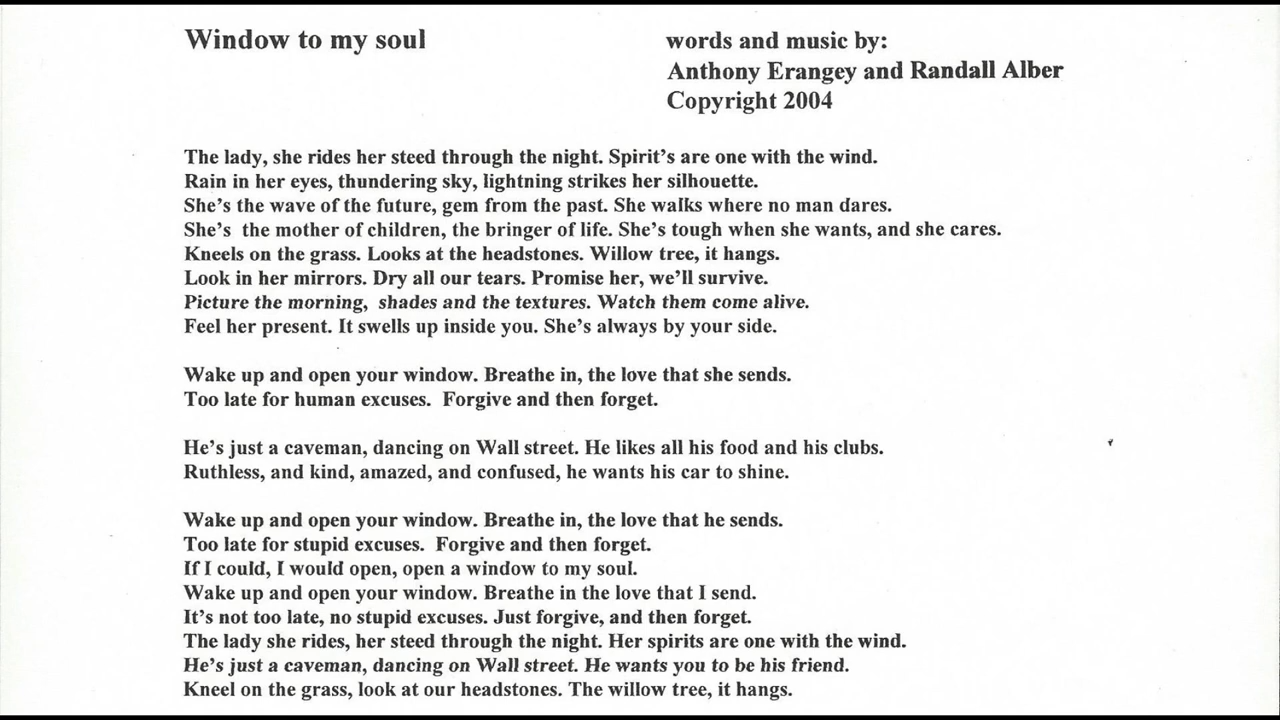 Window to my soul
words and music by:
Anthony Erangey and Randall Alber
Copyright 2004
The lady, she rides her steed through the night. Spirit's are one with the wind.
Rain in her eyes, thundering sky, lightning strikes her silhouette.
She's the wave of the future, gem from the past. She walks where no man dares.
She's  the mother of children, the bringer of life. She's tough when she wants, and she cares.
Kneels on the grass. Looks at the headstones. Willow tree, it hangs.
Look in her mirrors. Dry all our tears. Promise her, we'll survive.
Picture the morning,  shades and the textures. Watch them come alive.
Feel her present. It swells up inside you. She's always by your side.
Wake up and open your window. Breathe in, the love that she sends.
Too late for human excuses.  Forgive and then forget.
He's just a caveman, dancing on Wall street. He likes all his food and his clubs.
Ruthless, and kind, amazed, and confused, he wants his car to shine.
Wake up and open your window. Breathe in, the love that he sends.
Too late for stupid excuses.  Forgive and then forget.
If I could, I would open, open a window to my soul.
Wake up and open your window. Breathe in the love that I send.
It's not too late, no stupid excuses. Just forgive, and then forget.
The lady she rides, her steed through the night. Her spirits are one with the wind.
He's just a caveman, dancing on Wall street. He wants you to be his friend.
Kneel on the grass, look at our headstones. The willow tree, it hangs.